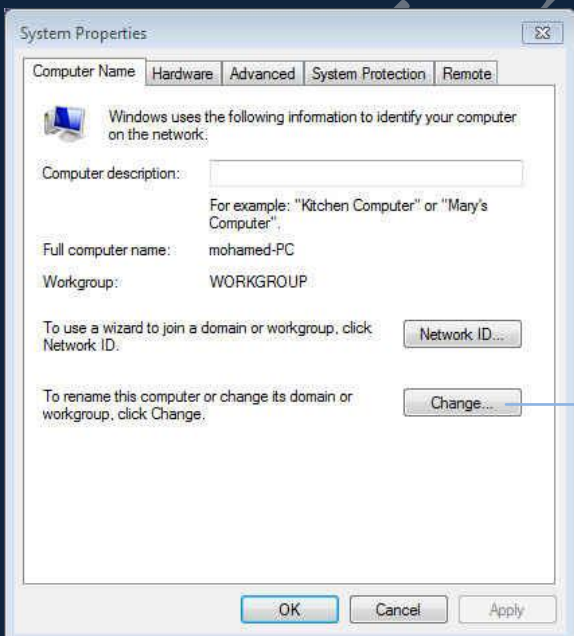 System Properties
Computer Name Hardware Advanced System Protection Remote
Windows uses the following information to identify your computer
on the network.
Computer description:
For example: "Kitchen Computer" or "Mary's
Computer".
Full computer name: mohamed-PC
Workgroup: WORKGROUP
To use a wizard to join a domain or workgroup, click
Network ID.
Network ID...
To rename this computer or change its domain or
workgroup, click Change.
Change...
OK Cancel Apply